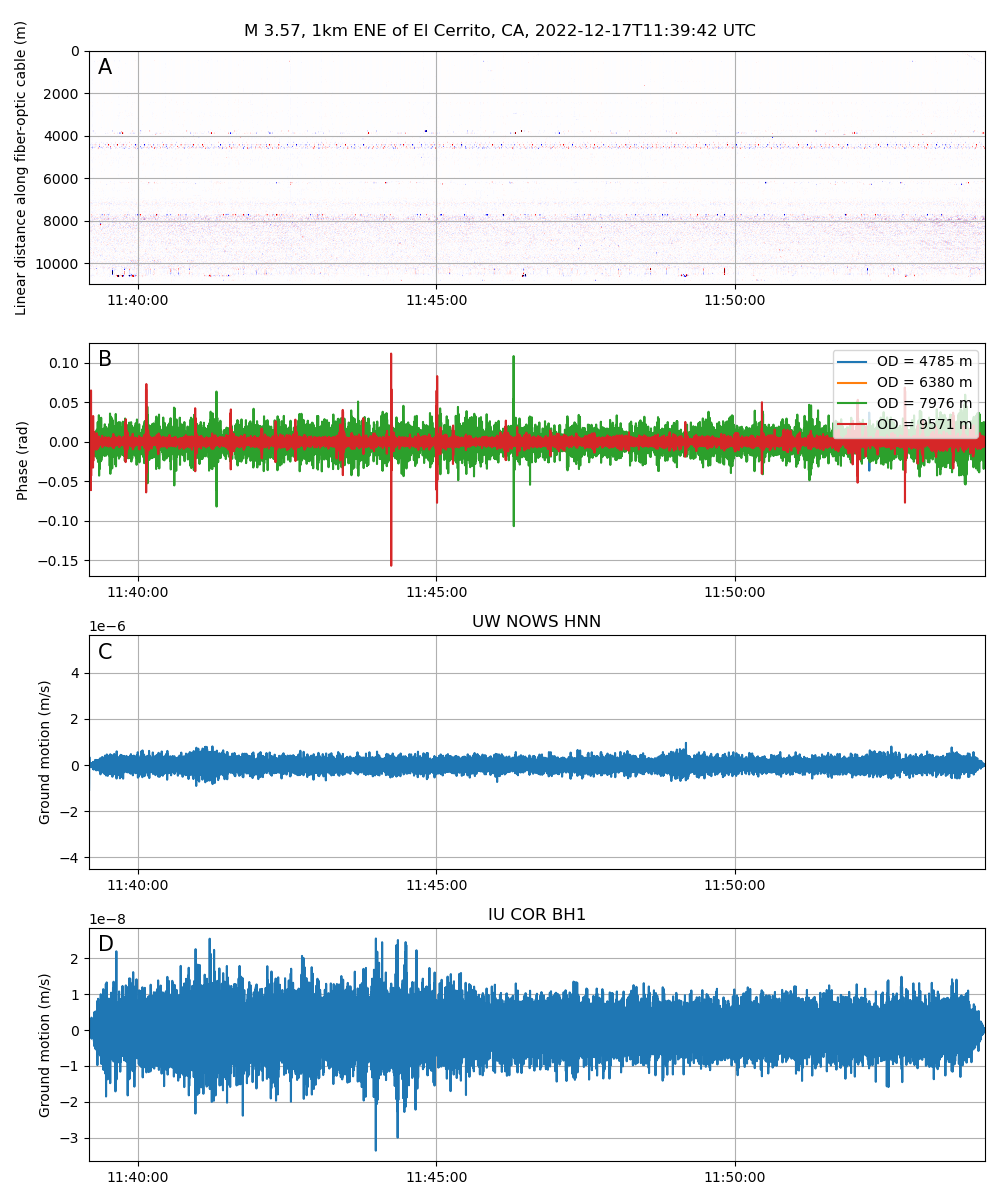 M 3.57, 1km ENE of El Cerrito, CA, 2022-12-17T11:39:42 UTC
A
Linear distance along fiber-optic cable (m)
0
2000
4000
6000
8000
10000
11:40:00 11:45:00 11:50:00
B
Phase (rad)
0.10
0.05
0.00
−0.05
−0.10
−0.15
OD = 4785 m
OD = 6380 m
OD = 7976 m
OD = 9571 m
11:40:00 11:45:00 11:50:00
UW NOWS HNN
1e−6
C
Ground motion (m/s)
4
2
0
−2
−4
11:40:00 11:45:00 11:50:00
IU COR BH1
1e−8
D
Ground motion (m/s)
2
1
0
−1
−2
−3
11:40:00 11:45:00 11:50:00